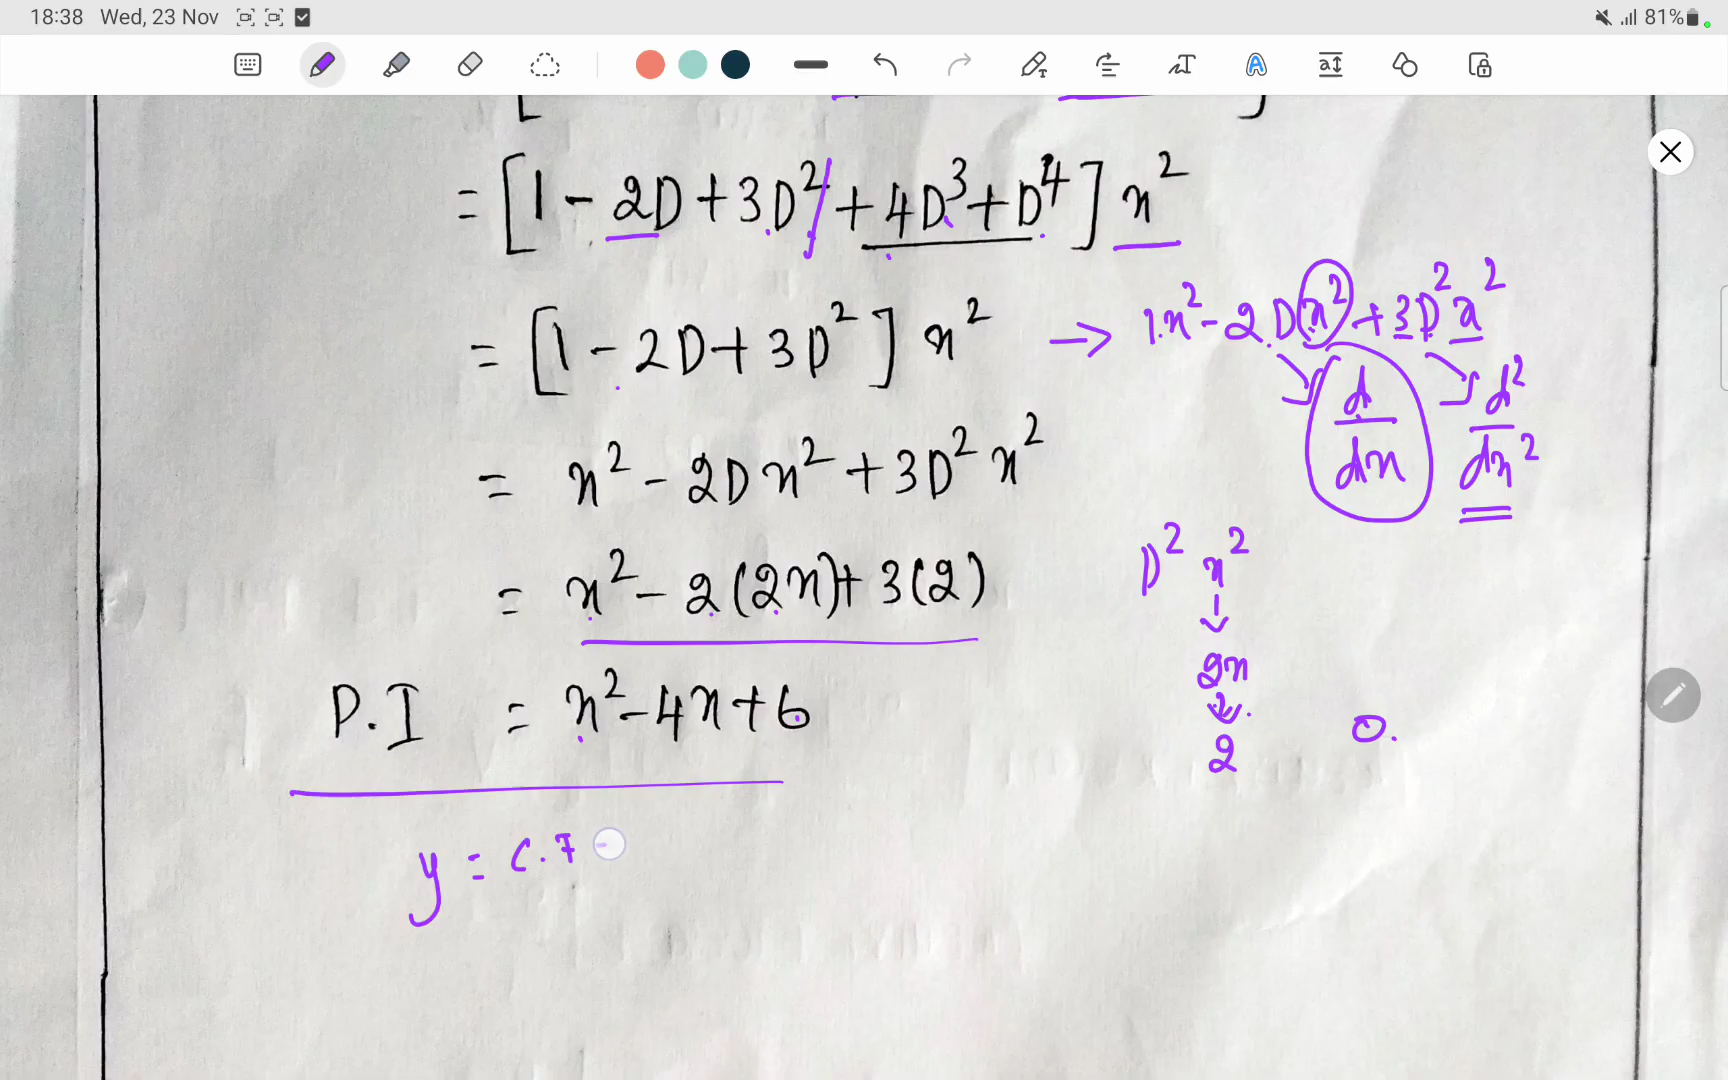 18:38 Wed, 23 Nov 81%
= [1 - 2D + 3D² + 4D³ + D⁴] x²
= [1 - 2D + 3D²] x² → 1.x² - 2D(x²) + 3D² x²
d/dx d²/dx²
= x² - 2Dx² + 3D² x²
D² x²
= x² - 2(2x) + 3(2)
2x
P.I = x² - 4x + 6
2 0.
y = C.F -